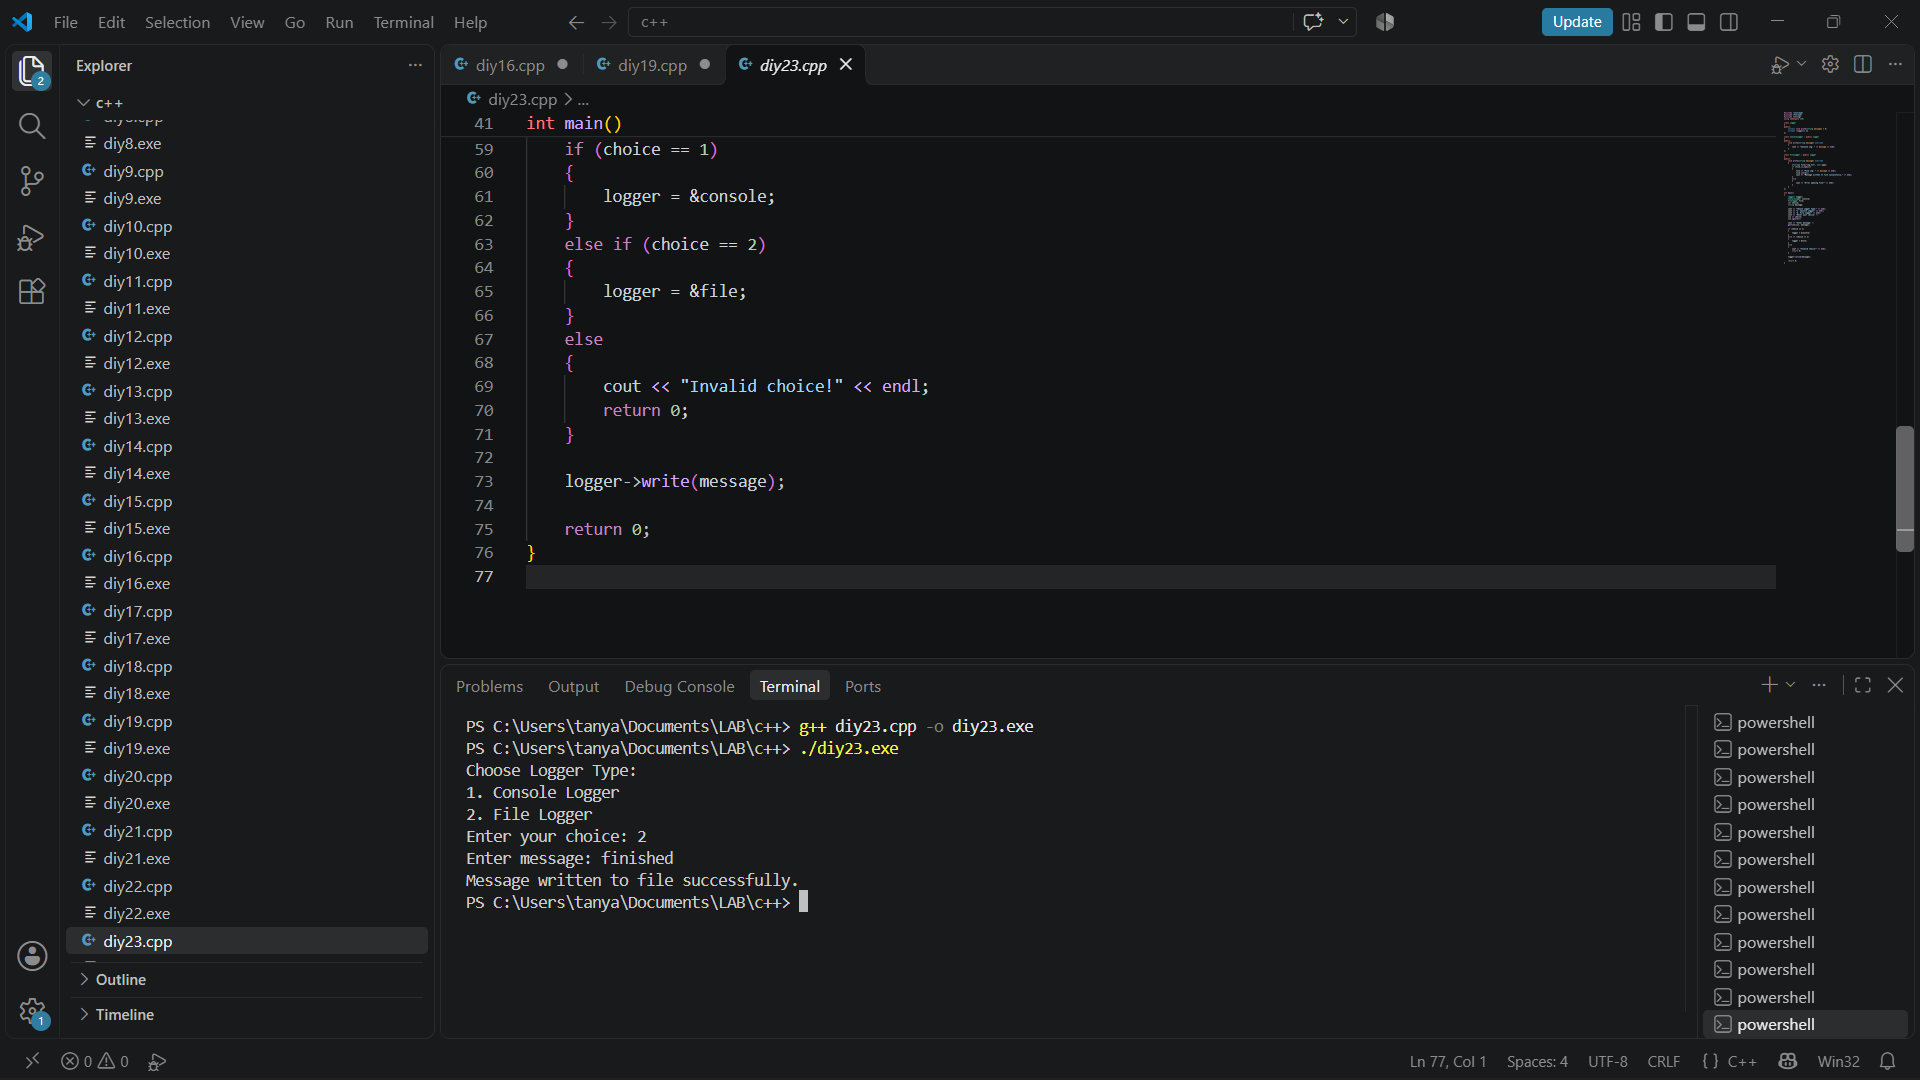 File Edit Selection View Go Run Terminal Help
c++
Update
Explorer
2
c++
diy8.exe
diy9.cpp
diy9.exe
diy10.cpp
diy10.exe
diy11.cpp
diy11.exe
diy12.cpp
diy12.exe
diy13.cpp
diy13.exe
diy14.cpp
diy14.exe
diy15.cpp
diy15.exe
diy16.cpp
diy16.exe
diy17.cpp
diy17.exe
diy18.cpp
diy18.exe
diy19.cpp
diy19.exe
diy20.cpp
diy20.exe
diy21.cpp
diy21.exe
diy22.cpp
diy22.exe
diy23.cpp
Outline
Timeline
1
diy16.cpp diy19.cpp diy23.cpp
diy23.cpp > ...
41 int main()
59 if (choice == 1)
60 {
61 logger = &console;
62 }
63 else if (choice == 2)
64 {
65 logger = &file;
66 }
67 else
68 {
69 cout << "Invalid choice!" << endl;
70 return 0;
71 }
72
73 logger->write(message);
74
75 return 0;
76 }
77
Problems Output Debug Console Terminal Ports
PS C:\Users\tanya\Documents\LAB\c++> g++ diy23.cpp -o diy23.exe
PS C:\Users\tanya\Documents\LAB\c++> ./diy23.exe
Choose Logger Type:
1. Console Logger
2. File Logger
Enter your choice: 2
Enter message: finished
Message written to file successfully.
PS C:\Users\tanya\Documents\LAB\c++>
powershell
powershell
powershell
powershell
powershell
powershell
powershell
powershell
powershell
powershell
powershell
powershell
0 0
Ln 77, Col 1 Spaces: 4 UTF-8 CRLF {} C++ Win32